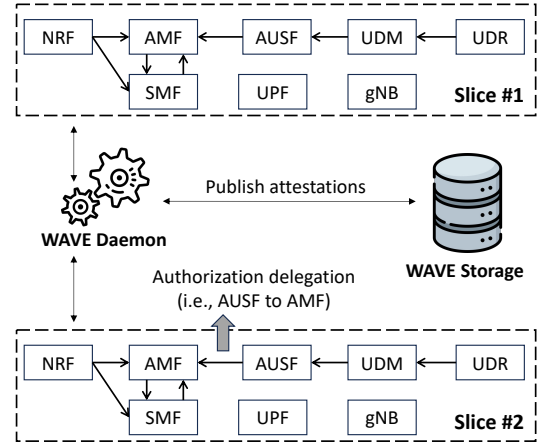 NRF AMF AUSF UDM UDR
SMF UPF gNB Slice #1
Publish attestations
WAVE Daemon
WAVE Storage
Authorization delegation
(i.e., AUSF to AMF)
NRF AMF AUSF UDM UDR
SMF UPF gNB Slice #2